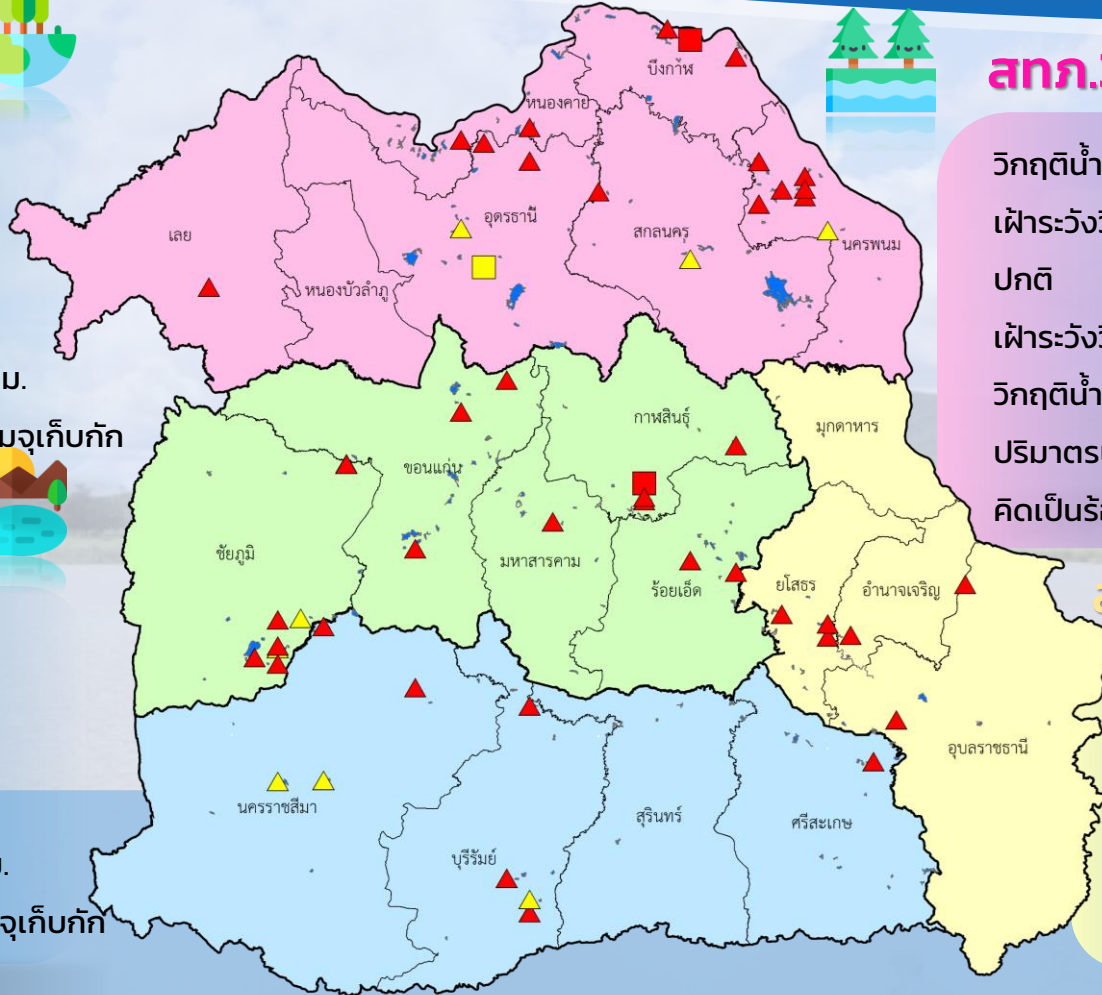 สทภ.
บึงกาฬ
หนองคาย
วิกฤติน้ำ
เฝ้าระวัง
ปกติ
เฝ้าระวัง
วิกฤติน้ำ
ปริมาตร
คิดเป็น
เลย
อุดรธานี
สกลนคร
นครพนม
หนองบัวลำภู
ม.
มจุเก็บกัก
กาฬสินธุ์
มุกดาหาร
ขอนแก่น
ชัยภูมิ
มหาสารคาม
ร้อยเอ็ด
ยโสธร
อำนาจเจริญ
อุบลราชธานี
นครราชสีมา
สุรินทร์
ศรีสะเกษ
บุรีรัมย์
จุเก็บกัก